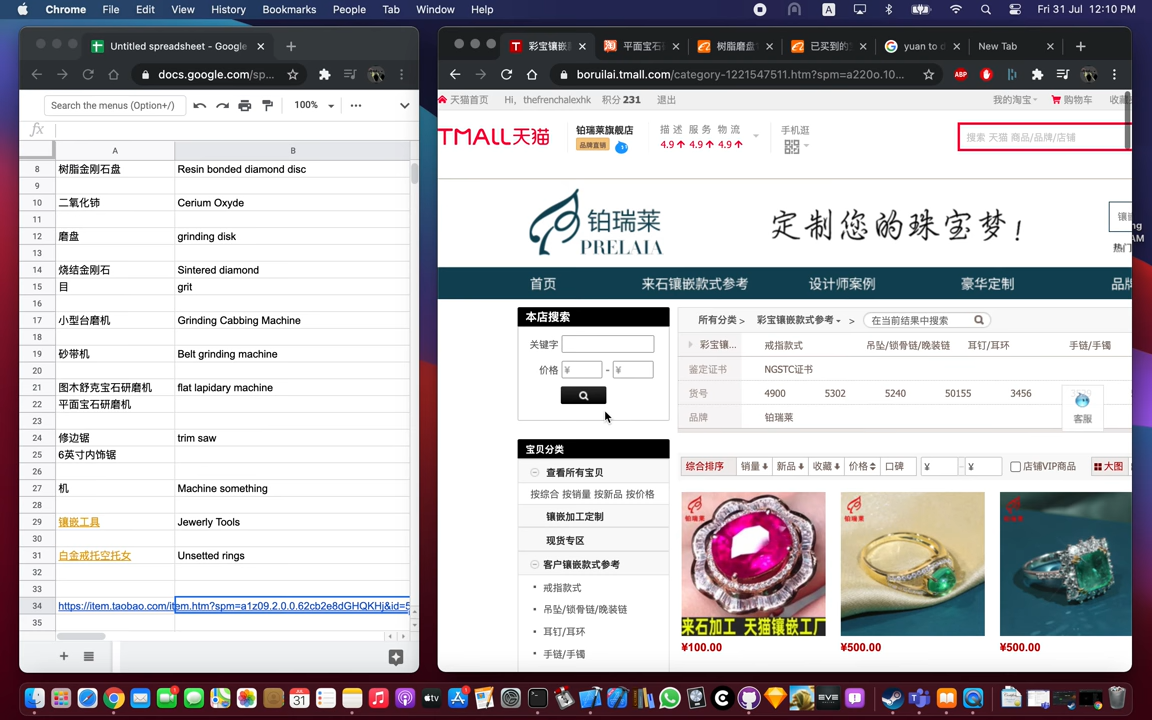 Chrome File Edit View History Bookmarks People Tab Window Help
A
Fri 31 Jul 12:10 PM
Untitled spreadsheet - Google
docs.google.com/sp...
Search the menus (Option+/)
100%
fx
A B
8 树脂金刚石盘 Resin bonded diamond disc
9
10 二氧化铈 Cerium Oxyde
11
12 磨盘 grinding disk
13
14 烧结金刚石 Sintered diamond
15 目 grit
16
17 小型台磨机 Grinding Cabbing Machine
18
19 砂带机 Belt grinding machine
20
21 图木舒克宝石研磨机 flat lapidary machine
22 平面宝石研磨机
23
24 修边锯 trim saw
25 6英寸内饰锯
26
27 机 Machine something
28
29 镶嵌工具 Jewerly Tools
30
31 白金戒托空托女 Unsetted rings
32
33
34 https://item.taobao.com/item.htm?spm=a1z09.2.0.0.62cb2e8dGHQKHj&id=5
35
彩宝镶嵌 平面宝石 树脂磨盘 已买到的 yuan to d New Tab
boruilai.tmall.com/category-1221547511.htm?spm=a220o.10...
ABP
天猫首页 Hi, thefrenchalexhk 积分231 退出 我的淘宝 购物车 收藏
TMALL天猫
铂瑞莱旗舰店
品牌直销
描述 服务 物流
4.9 4.9 4.9
手机逛
搜索 天猫 商品/品牌/店铺
铂瑞莱
PRELAIA
定制您的珠宝梦！
热门
首页 来石镶嵌款式参考 设计师案例 豪华定制 品牌
本店搜索
关键字
价格 ¥ - ¥
所有分类 > 彩宝镶嵌款式参考 > 在当前结果中搜索
彩宝镶... 戒指款式 吊坠/锁骨链/晚装链 耳钉/耳环 手链/手镯
鉴定证书 NGSTC证书
货号 4900 5302 5240 50155 3456
品牌 铂瑞莱
客服
宝贝分类
查看所有宝贝
按综合 按销量 按新品 按价格
镶嵌加工定制
现货专区
客户镶嵌款式参考
• 戒指款式
• 吊坠/锁骨链/晚装链
• 耳钉/耳环
• 手链/手镯
综合排序 销量 新品 收藏 价格 口碑 ¥ - ¥ 店铺VIP商品 大图
铂瑞莱
铂瑞莱
来石加工 天猫镶嵌工厂
¥100.00 ¥500.00 ¥500.00